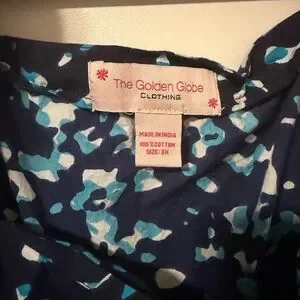 The Golden Globe
CLOTHING
MADE IN INDIA
100% COTTON
SIZE: 3X